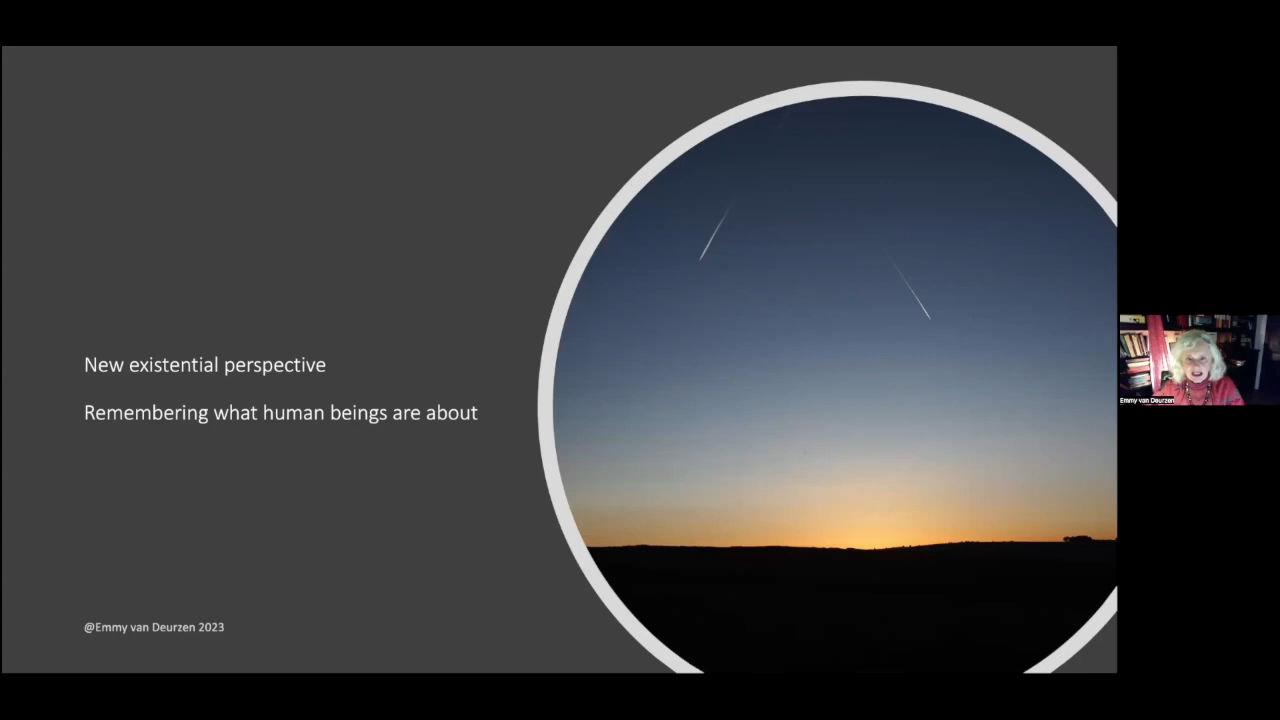 New existential perspective
Remembering what human beings are about
@Emmy van Deurzen 2023
Emmy van Deurzen